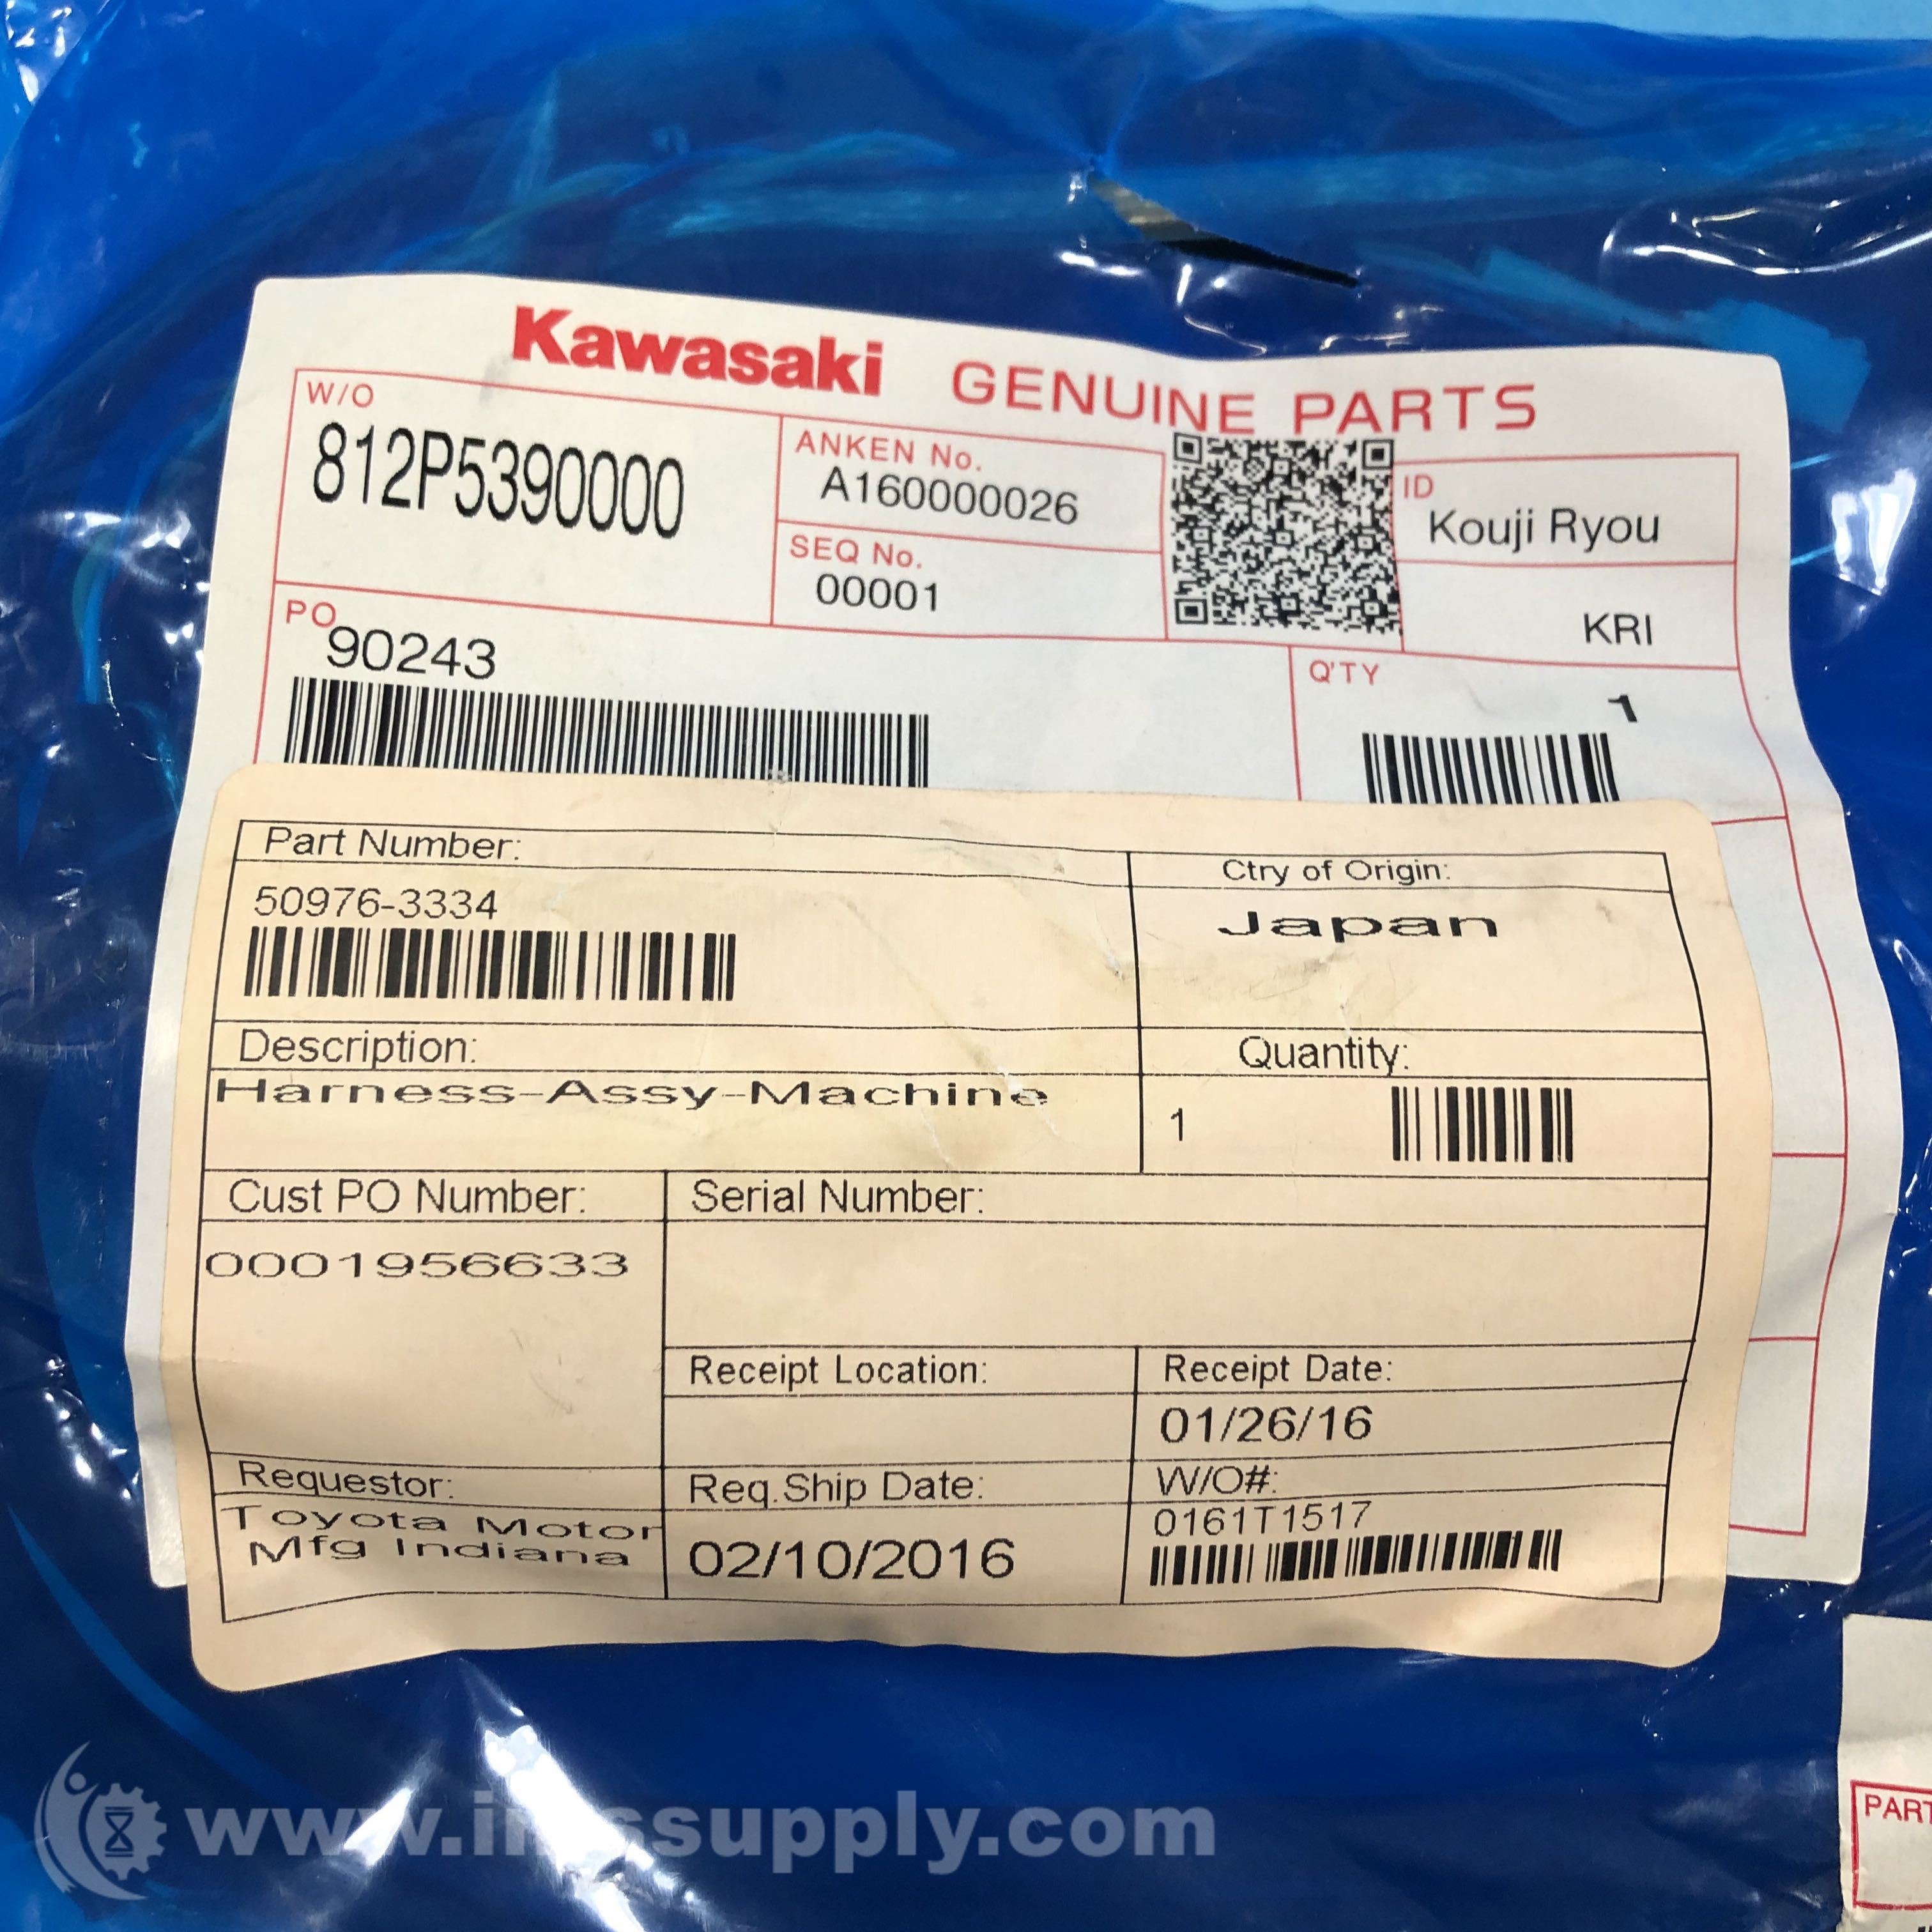 Kawasaki GENUINE PARTS
W/O
812P5390000
ANKEN No.
A160000026
SEQ No.
00001
ID
Kouji Ryou
KRI
PO
90243
Q'TY
1
Part Number:
50976-3334
Ctry of Origin:
Japan
Description:
Harness-Assy-Machine
Quantity:
1
Cust PO Number:
0001956633
Serial Number:
Receipt Location:
Receipt Date:
01/26/16
Requestor:
Toyota Motor
Mfg Indiana
Req.Ship Date:
02/10/2016
W/O#:
0161T1517
PART